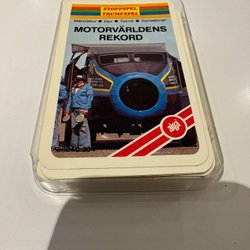 STOPPSPEL
TRUMFSPEL
Människor • Djur • Teknik • Sensationer
MOTORVÄRLDENS
REKORD